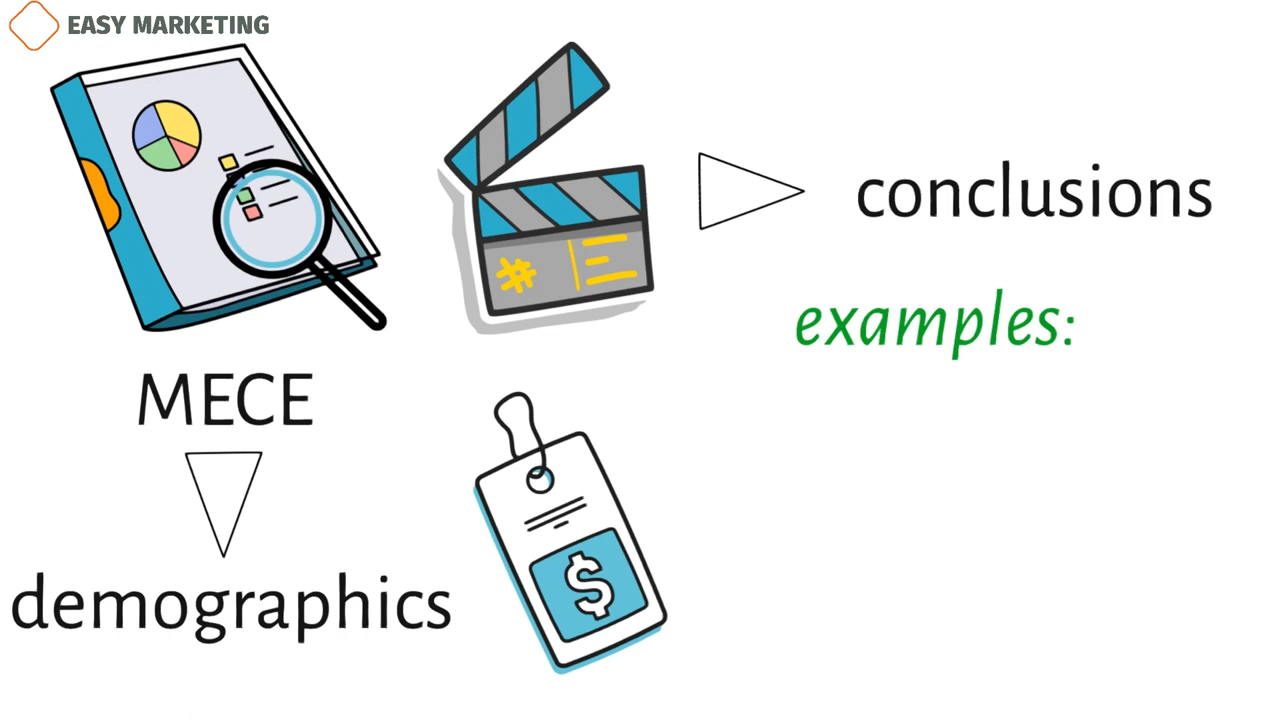 EASY MARKETING
conclusions
examples:
MECE
demographics
#
$